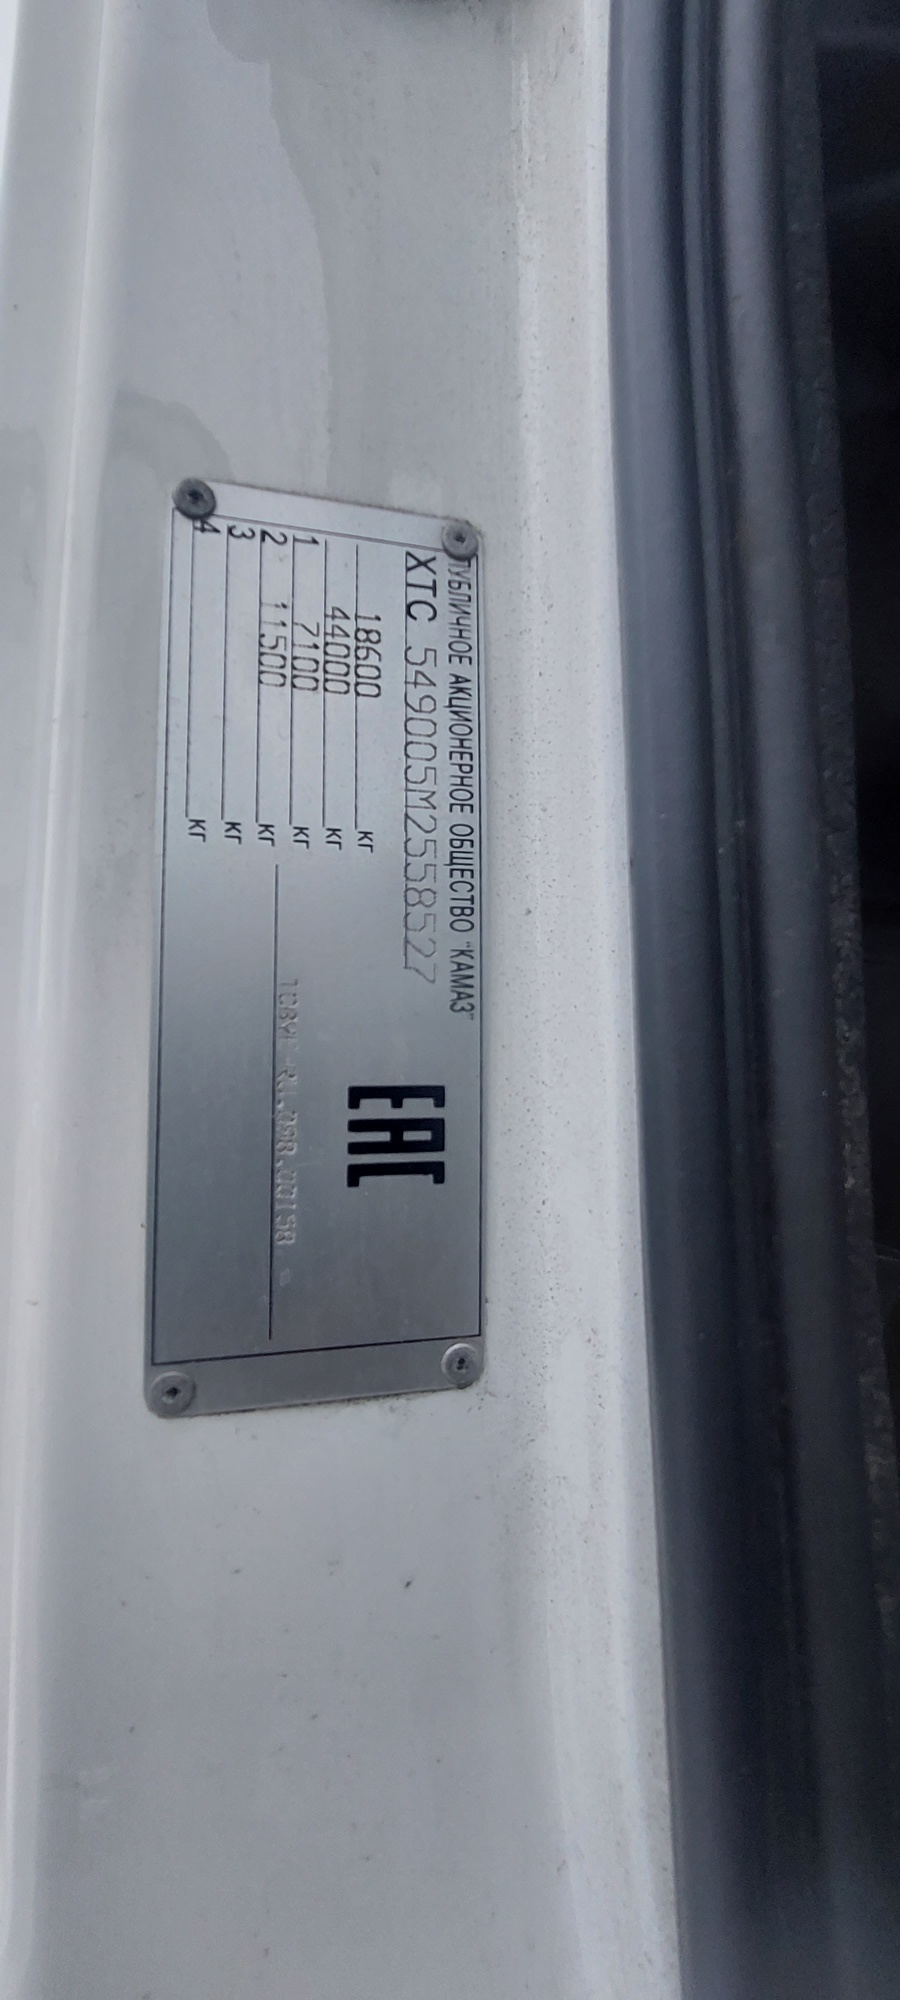 ПУБЛИЧНОЕ АКЦИОНЕРНОЕ ОБЩЕСТВО "КАМАЗ"
XTC 549005M2558527
EAC
18600 кг
44000 кг
1 7100 кг
2 11500 кг
3 кг
4 кг